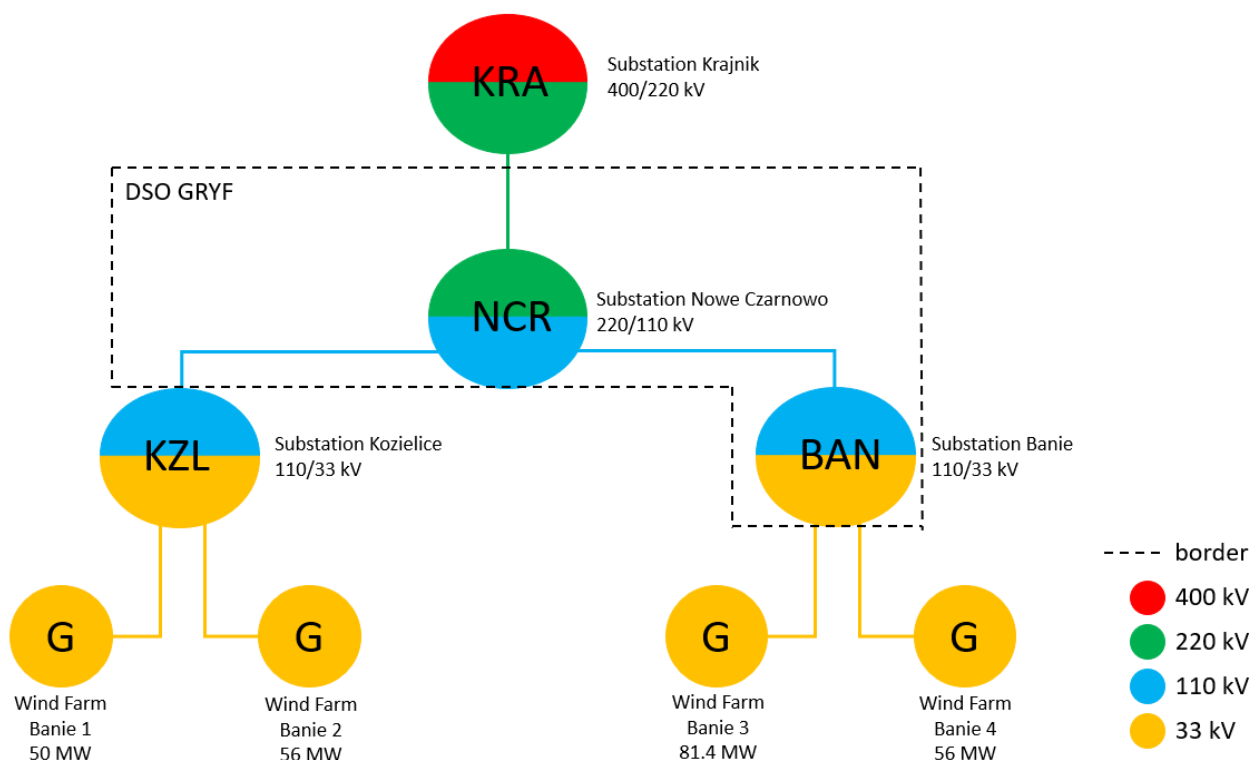 KRA
Substation Krajnik
400/220 kV
DSO GRYF
NCR
Substation Nowe Czarnowo
220/110 kV
KZL
Substation Kozielice
110/33 kV
BAN
Substation Banie
110/33 kV
border
400 kV
220 kV
110 kV
33 kV
G
Wind Farm
Banie 1
50 MW
G
Wind Farm
Banie 2
56 MW
G
Wind Farm
Banie 3
81.4 MW
G
Wind Farm
Banie 4
56 MW